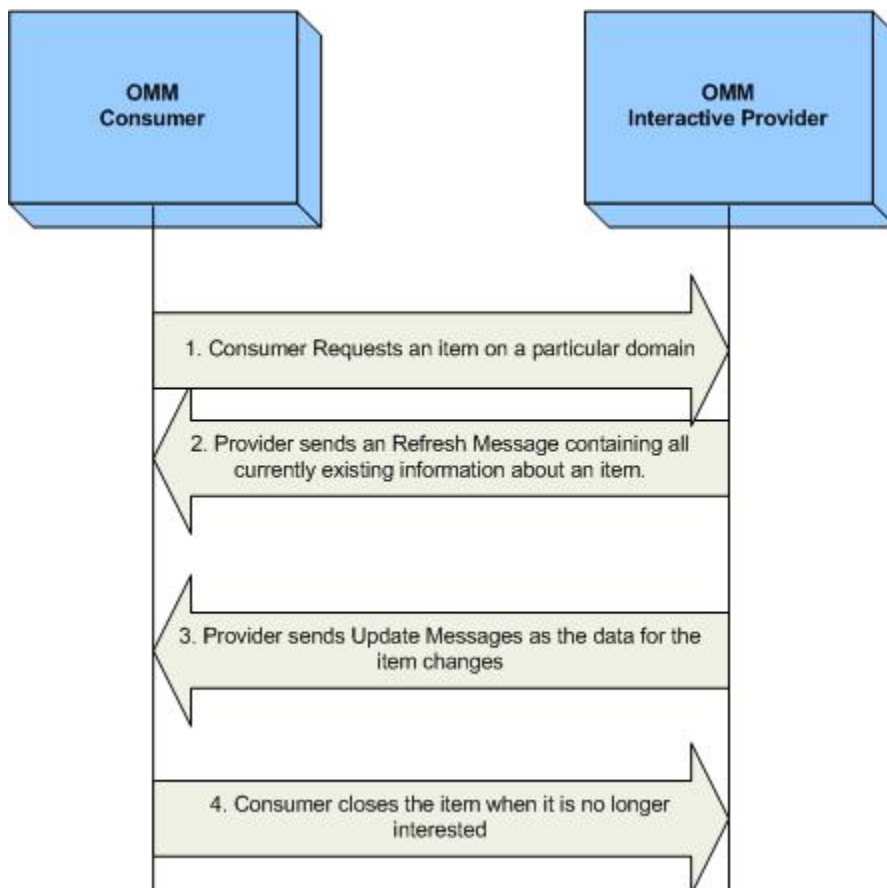 OMM
Consumer
OMM
Interactive Provider
1. Consumer Requests an item on a particular domain
2. Provider sends an Refresh Message containing all
currently existing information about an item.
3. Provider sends Update Messages as the data for the
item changes
4. Consumer closes the item when it is no longer
interested